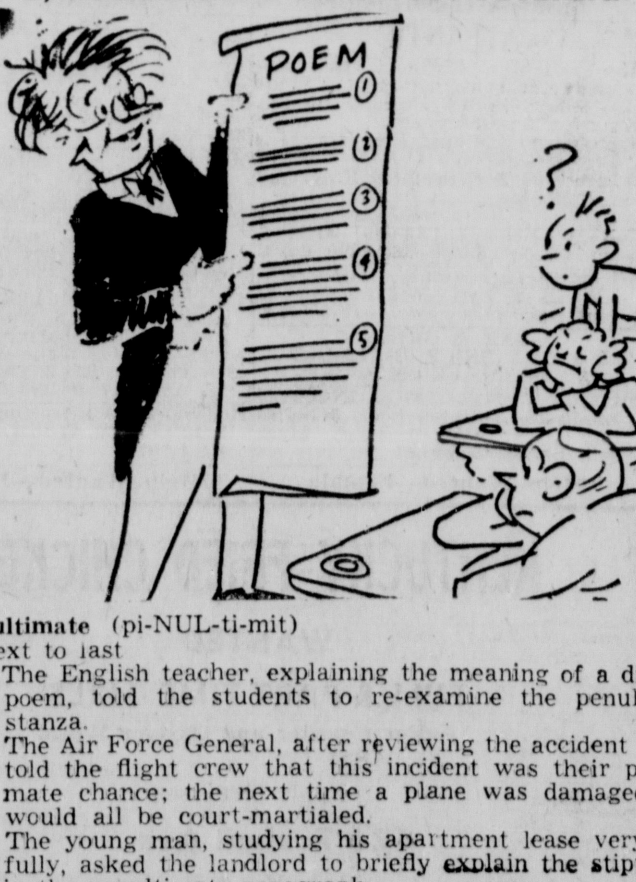 POEM
1
2
3
4
5
?
ultimate (pi-NUL-ti-mit)
ext to last
The English teacher, explaining the meaning of a d
poem, told the students to re-examine the penul
stanza.
The Air Force General, after reviewing the accident
told the flight crew that this incident was their p
mate chance; the next time a plane was damage
would all be court-martialed.
The young man, studying his apartment lease very
fully, asked the landlord to briefly explain the stip